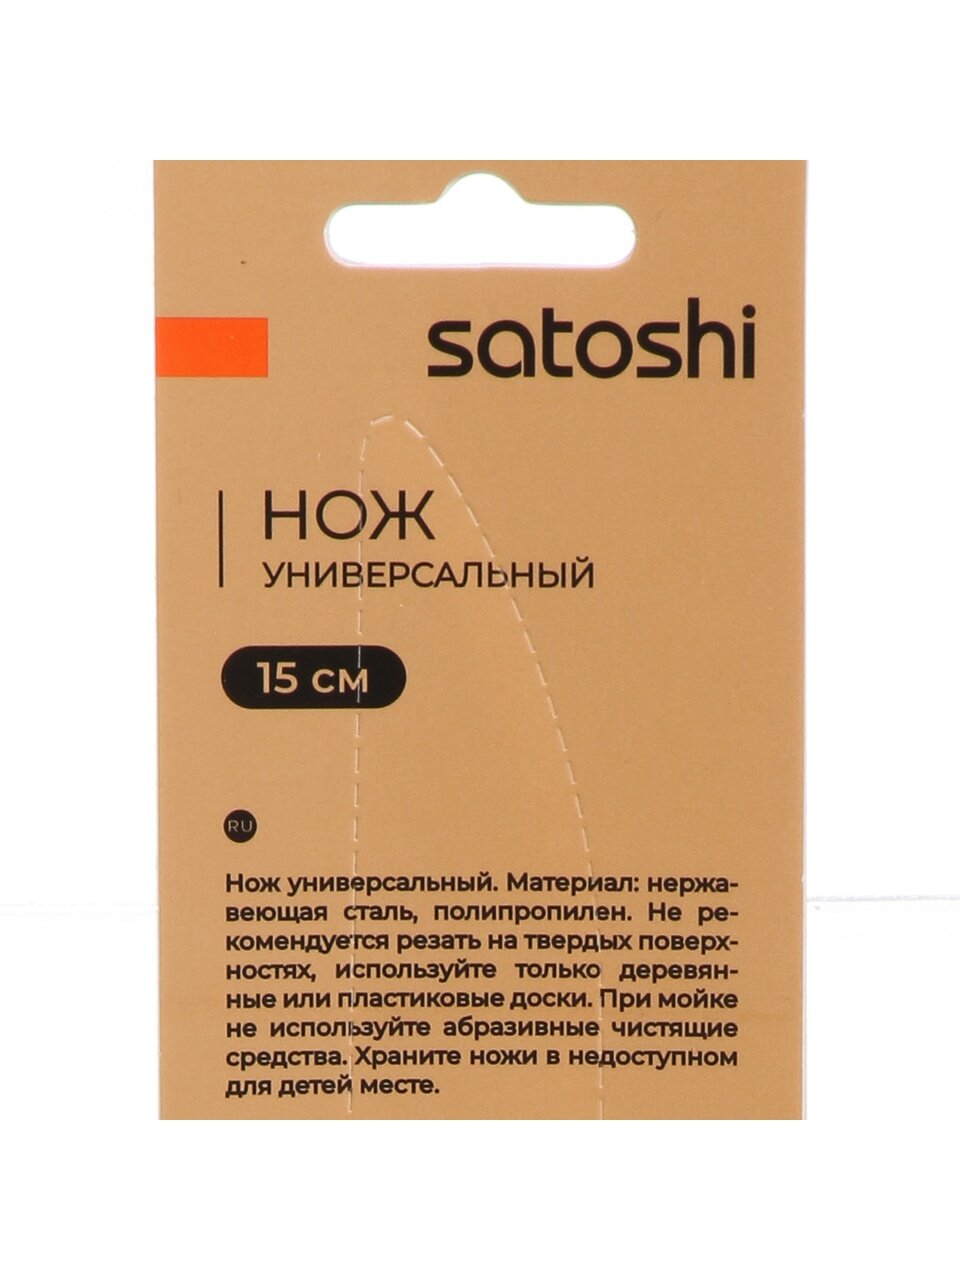 satoshi
НОЖ
УНИВЕРСАЛЬНЫЙ
15 см
RU
Нож универсальный. Материал: нержа-
веющая сталь, полипропилен. Не ре-
комендуется резать на твердых поверх-
ностях, используйте только деревян-
ные или пластиковые доски. При мойке
не используйте абразивные чистящие
средства. Храните ножи в недоступном
для детей месте.